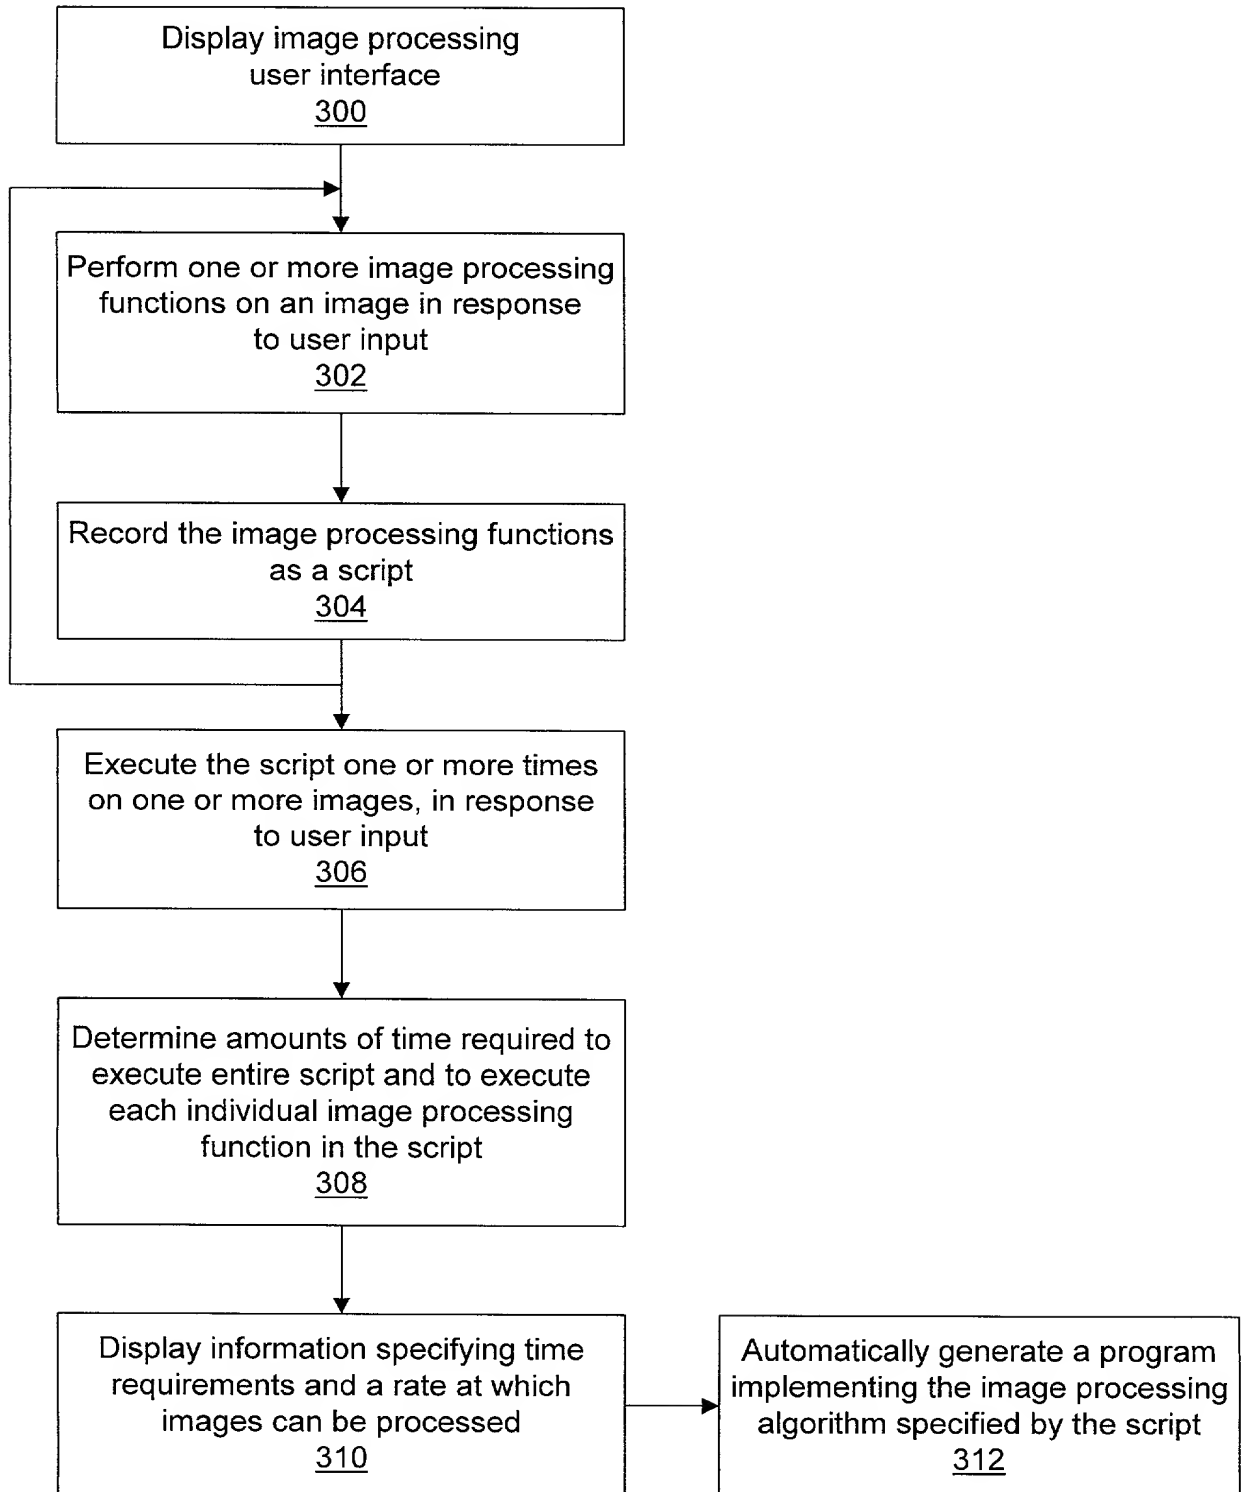 Display image processing
user interface
300
Perform one or more image processing
functions on an image in response
to user input
302
Record the image processing functions
as a script
304
Execute the script one or more times
on one or more images, in response
to user input
306
Determine amounts of time required to
execute entire script and to execute
each individual image processing
function in the script
308
Display information specifying time
requirements and a rate at which
images can be processed
310
Automatically generate a program
implementing the image processing
algorithm specified by the script
312